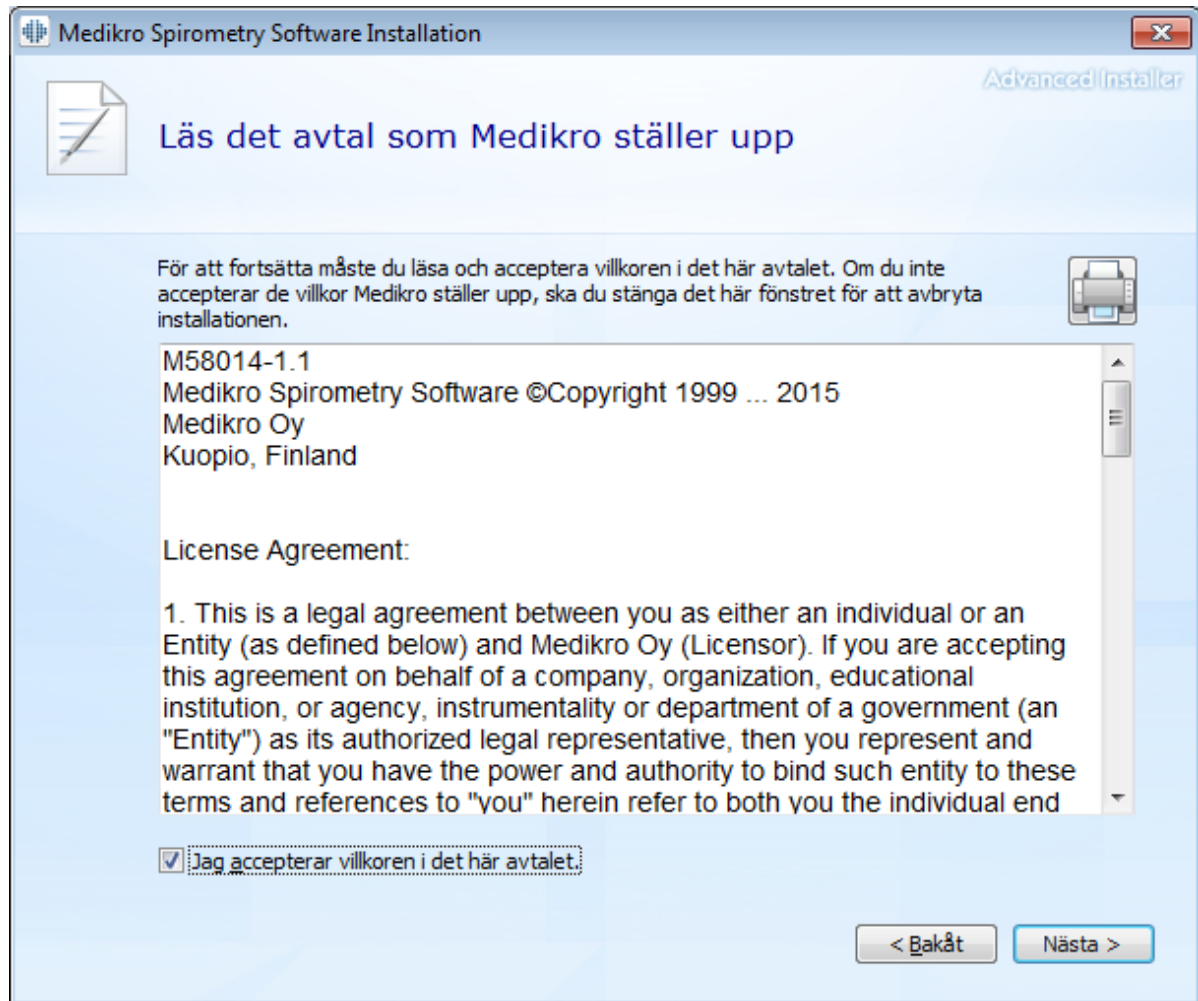 Medikro Spirometry Software Installation
Advanced Installer
Läs det avtal som Medikro ställer upp
För att fortsätta måste du läsa och acceptera villkoren i det här avtalet. Om du inte
accepterar de villkor Medikro ställer upp, ska du stänga det här fönstret för att avbryta
installationen.
M58014-1.1
Medikro Spirometry Software ©Copyright 1999 ... 2015
Medikro Oy
Kuopio, Finland
License Agreement:
1. This is a legal agreement between you as either an individual or an
Entity (as defined below) and Medikro Oy (Licensor). If you are accepting
this agreement on behalf of a company, organization, educational
institution, or agency, instrumentality or department of a government (an
"Entity") as its authorized legal representative, then you represent and
warrant that you have the power and authority to bind such entity to these
terms and references to "you" herein refer to both you the individual end
Jag accepterar villkoren i det här avtalet.
< Bakåt
Nästa >